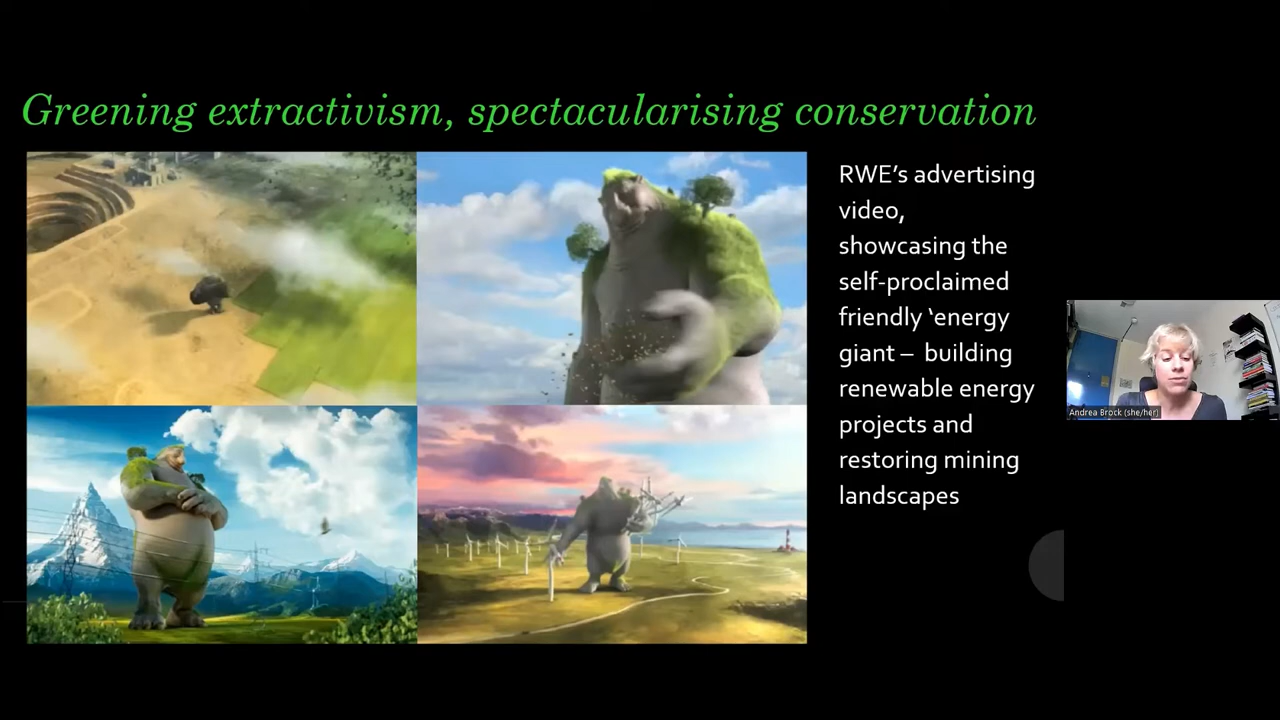 Greening extractivism, spectacularising conservation
RWE’s advertising
video,
showcasing the
self-proclaimed
friendly ‘energy
giant – building
renewable energy
projects and
restoring mining
landscapes
Andrea Brock (she/her)